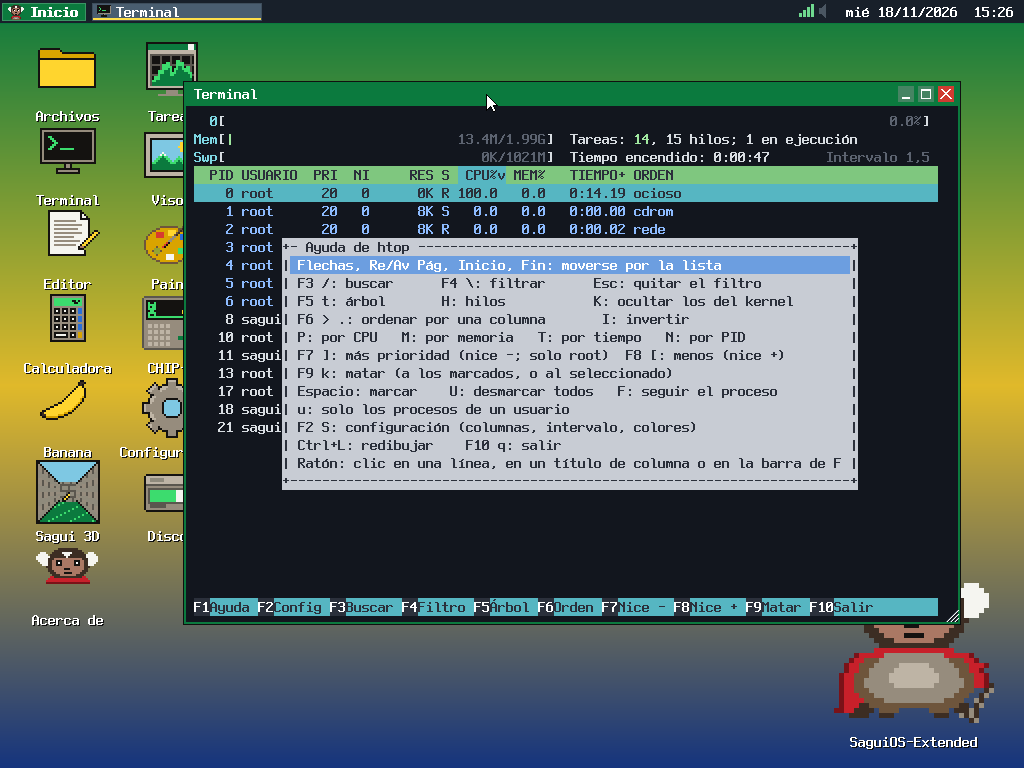 Inicio
Terminal
mié 18/11/2026 15:26
Archivos
Tarea
Terminal
Viso
Editor
Pain
Calculadora
CHIP-
Banana
Configur
Sagui 3D
Disco
Acerca de
Terminal
0[ 0.0%]
Mem[| 13.4M/1.99G] Tareas: 14, 15 hilos; 1 en ejecución
Swp[ 0K/1021M] Tiempo encendido: 0:00:47 Intervalo 1,5
PID USUARIO PRI NI RES S CPU%v MEM% TIEMPO+ ORDEN
0 root 20 0 0K R 100.0 0.0 0:14.19 ocioso
1 root 20 0 8K S 0.0 0.0 0:00.00 cdrom
2 root 20 0 8K R 0.0 0.0 0:00.02 rede
3 root
4 root
5 root
6 root
8 sagui
10 root
11 sagui
13 root
17 root
18 sagui
21 sagui
+- Ayuda de htop -+
| Flechas, Re/Av Pág, Inicio, Fin: moverse por la lista |
| F3 /: buscar F4 \: filtrar Esc: quitar el filtro |
| F5 t: árbol H: hilos K: ocultar los del kernel |
| F6 > .: ordenar por una columna I: invertir |
| P: por CPU M: por memoria T: por tiempo N: por PID |
| F7 ]: más prioridad (nice -; solo root) F8 [: menos (nice +) |
| F9 k: matar (a los marcados, o al seleccionado) |
| Espacio: marcar U: desmarcar todos F: seguir el proceso |
| u: solo los procesos de un usuario |
| F2 S: configuración (columnas, intervalo, colores) |
| Ctrl+L: redibujar F10 q: salir |
| Ratón: clic en una línea, en un título de columna o en la barra de F |
F1Ayuda F2Config F3Buscar F4Filtro F5Árbol F6Orden F7Nice - F8Nice + F9Matar F10Salir
SaguiOS-Extended